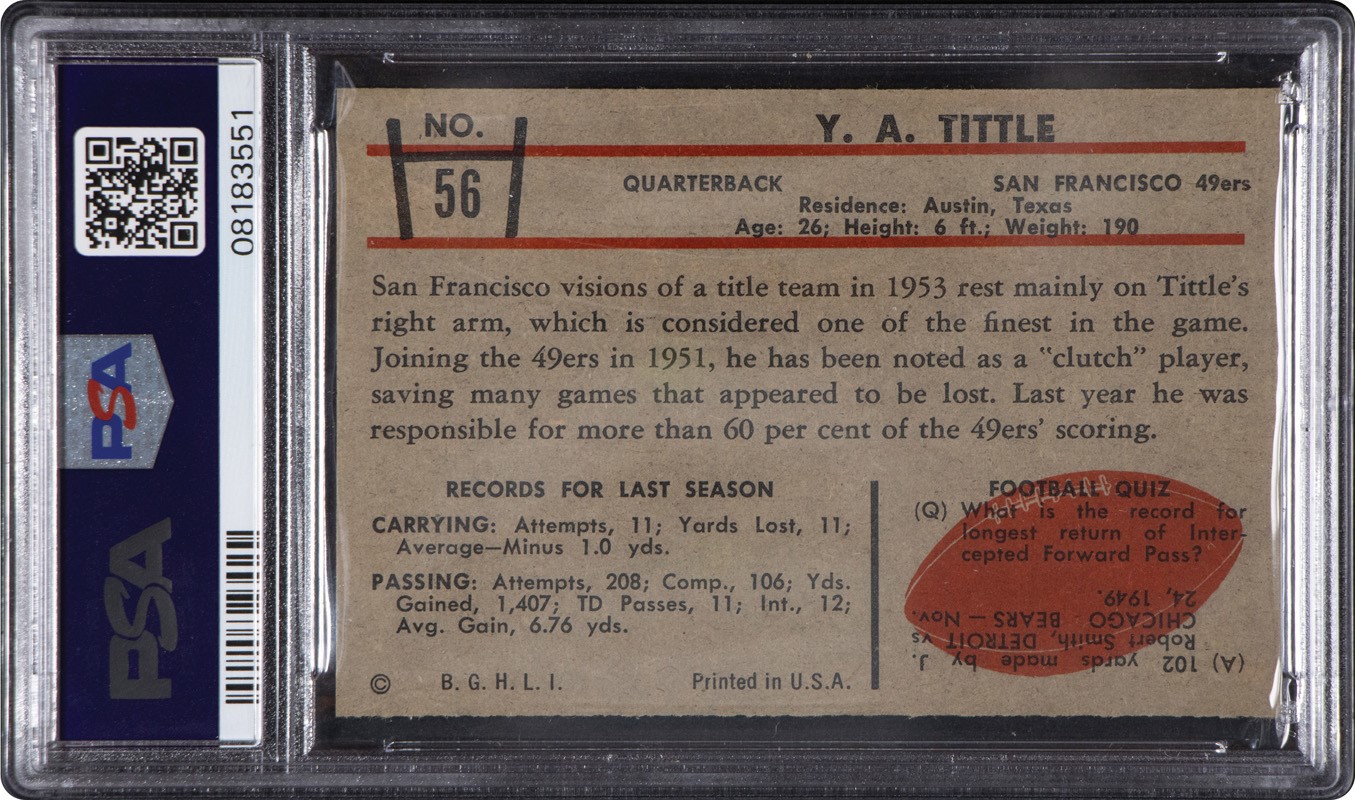 PSA
PSA
08183551
NO.
56
Y. A. TITTLE
QUARTERBACK SAN FRANCISCO 49ers
Residence: Austin, Texas
Age: 26; Height: 6 ft.; Weight: 190
San Francisco visions of a title team in 1953 rest mainly on Tittle's
right arm, which is considered one of the finest in the game.
Joining the 49ers in 1951, he has been noted as a "clutch" player,
saving many games that appeared to be lost. Last year he was
responsible for more than 60 per cent of the 49ers' scoring.
RECORDS FOR LAST SEASON
CARRYING: Attempts, 11; Yards Lost, 11;
Average—Minus 1.0 yds.
PASSING: Attempts, 208; Comp., 106; Yds.
Gained, 1,407; TD Passes, 11; Int., 12;
Avg. Gain, 6.76 yds.
© B. G. H. L. I. Printed in U.S.A.
FOOTBALL QUIZ
(Q) What is the record for
longest return of Inter-
cepted Forward Pass?
(A) 102 yards made by J.
Robert Smith, DETROIT vs
CHICAGO BEARS — Nov.
24, 1949.